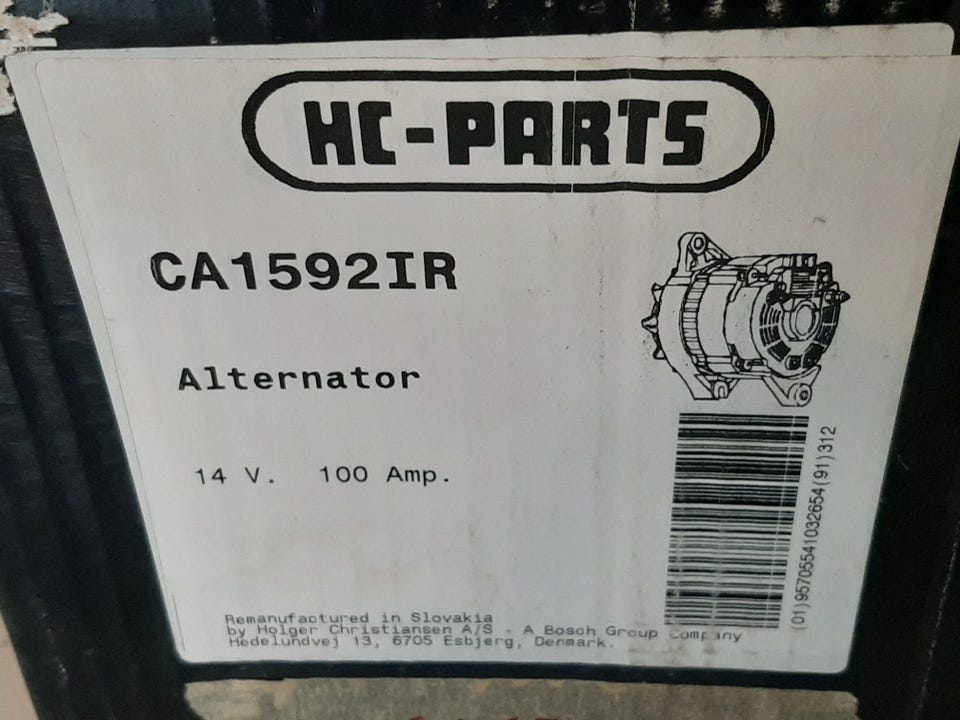 HC-PARTS
CA1592IR
Alternator
14 V. 100 Amp.
(01)95705541032654(91)312
Remanufactured in Slovakia
by Holger Christiansen A/S - A Bosch Group Company
Hedelundvej 13, 6705 Esbjerg, Denmark.